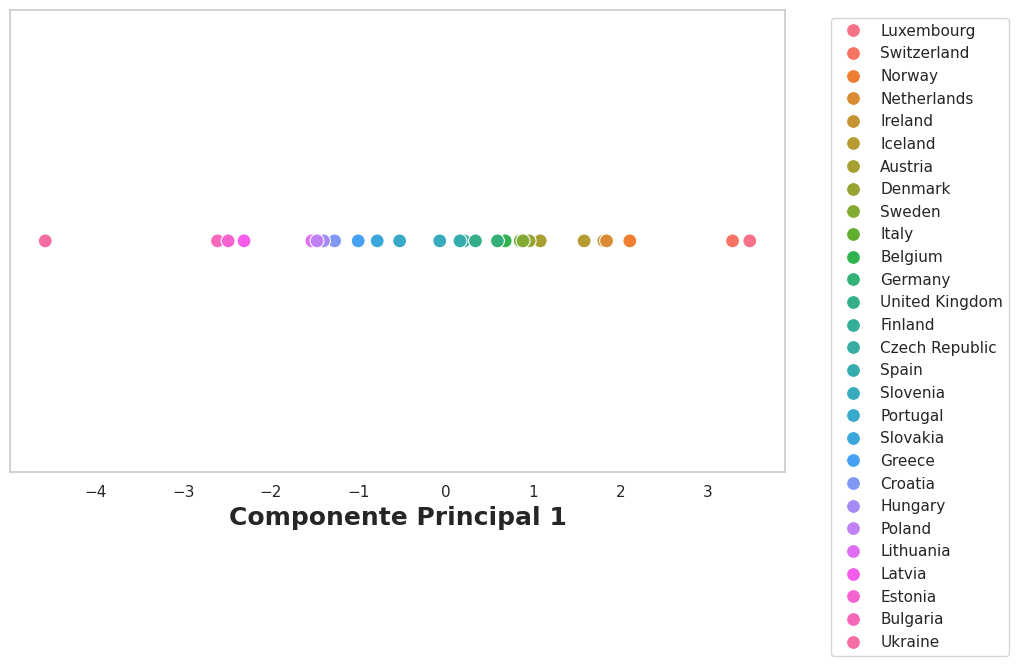 −4 −3 −2 −1 0 1 2 3
Componente Principal 1
Luxembourg
Switzerland
Norway
Netherlands
Ireland
Iceland
Austria
Denmark
Sweden
Italy
Belgium
Germany
United Kingdom
Finland
Czech Republic
Spain
Slovenia
Portugal
Slovakia
Greece
Croatia
Hungary
Poland
Lithuania
Latvia
Estonia
Bulgaria
Ukraine